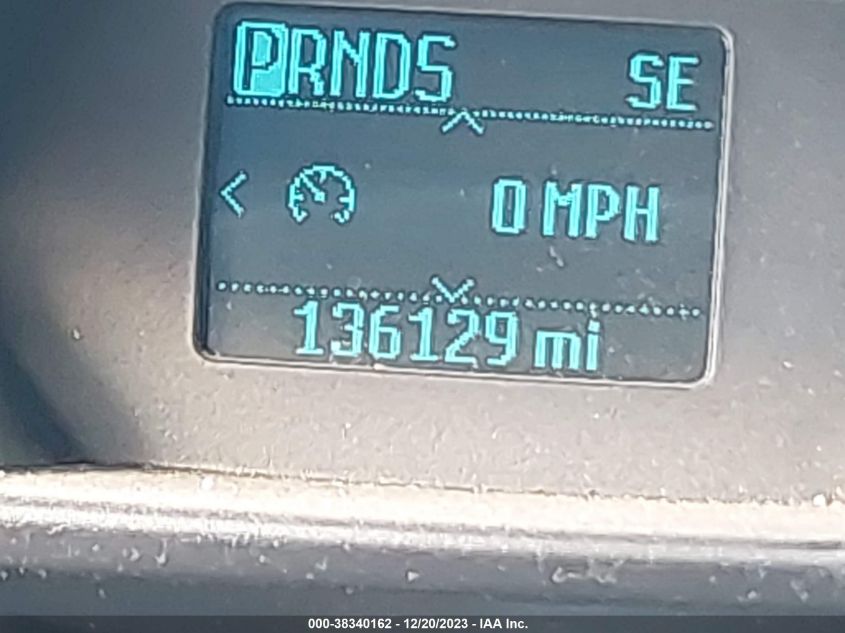 PRNDS SE
0 MPH
136129 mi
000-38340162 - 12/20/2023 - IAA Inc.